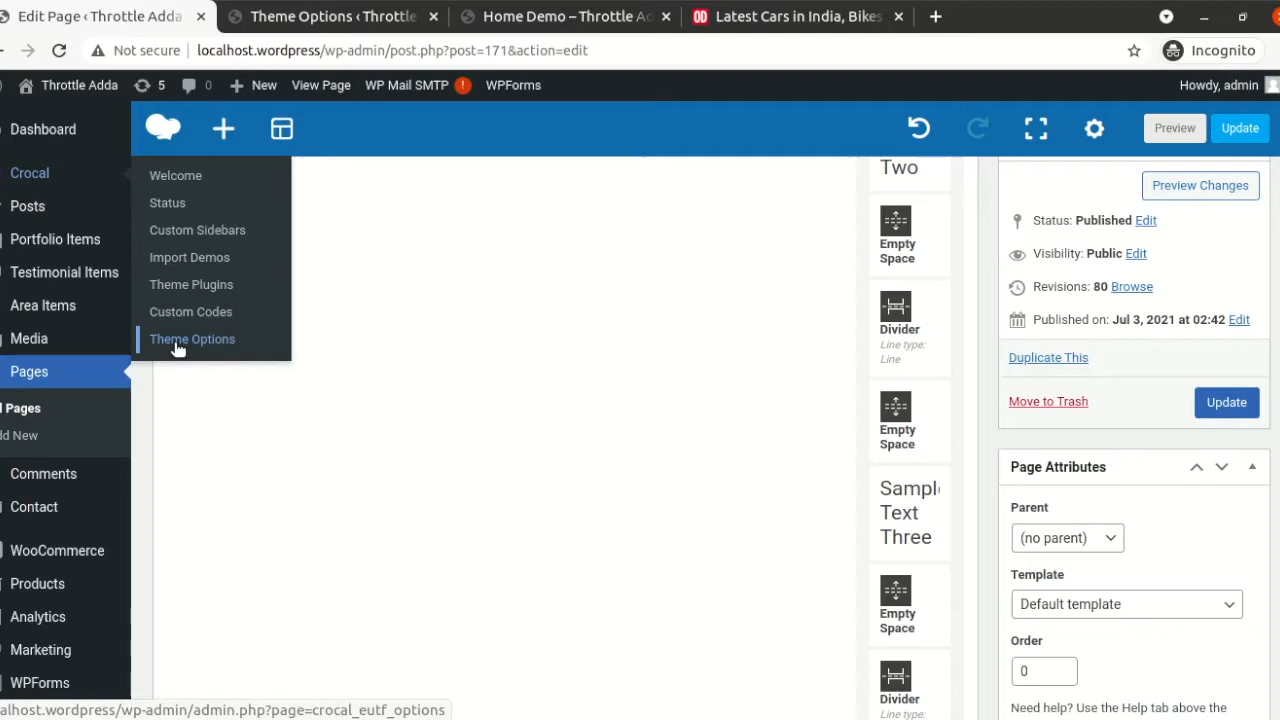 Edit Page ‹ Throttle Adda
Theme Options ‹ Throttle
Home Demo – Throttle Ad
Latest Cars in India, Bikes
Not secure
localhost.wordpress/wp-admin/post.php?post=171&action=edit
Incognito
Throttle Adda
5
0
New
View Page
WP Mail SMTP
!
WPForms
Howdy, admin
Dashboard
Crocal
Posts
Portfolio Items
Testimonial Items
Area Items
Media
Pages
Pages
dd New
Comments
Contact
WooCommerce
Products
Analytics
Marketing
WPForms
Welcome
Status
Custom Sidebars
Import Demos
Theme Plugins
Custom Codes
Theme Options
Preview
Update
Two
Empty
Space
Divider
Line type:
Line
Empty
Space
Sample
Text
Three
Empty
Space
Divider
Line type:
Preview Changes
Status: Published Edit
Visibility: Public Edit
Revisions: 80 Browse
Published on: Jul 3, 2021 at 02:42 Edit
Duplicate This
Move to Trash
Update
Page Attributes
Parent
(no parent)
Template
Default template
Order
0
Need help? Use the Help tab above the
alhost.wordpress/wp-admin/admin.php?page=crocal_eutf_options